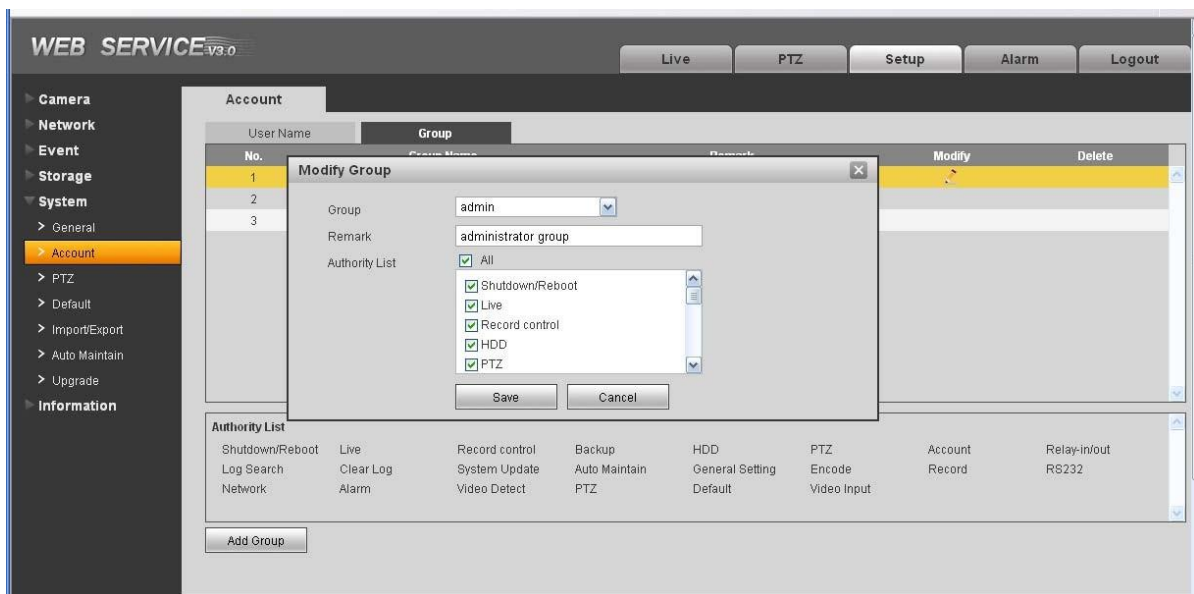 WEB SERVICE V3.0
Live PTZ Setup Alarm Logout
Camera
Network
Event
Storage
System
> General
> Account
> PTZ
> Default
> Import/Export
> Auto Maintain
> Upgrade
Information
Account
User Name Group
No. Group Name Remark Modify Delete
1
2
3
Modify Group
Group admin
Remark administrator group
Authority List All
Shutdown/Reboot
Live
Record control
HDD
PTZ
Save Cancel
Authority List
Shutdown/Reboot Live Record control Backup HDD PTZ Account Relay-in/out
Log Search Clear Log System Update Auto Maintain General Setting Encode Record RS232
Network Alarm Video Detect PTZ Default Video Input
Add Group